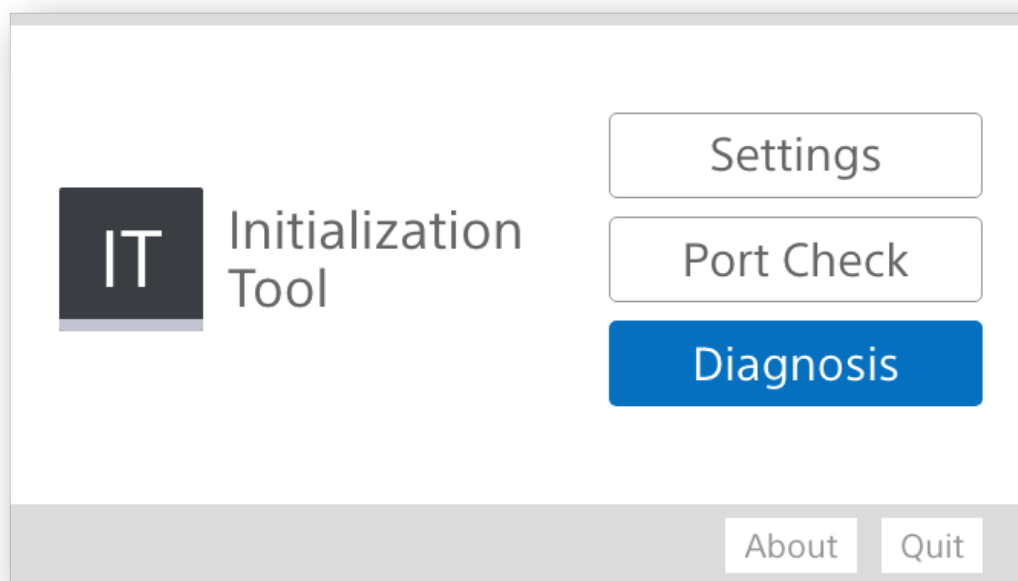 IT
Initialization
Tool
Settings
Port Check
Diagnosis
About
Quit